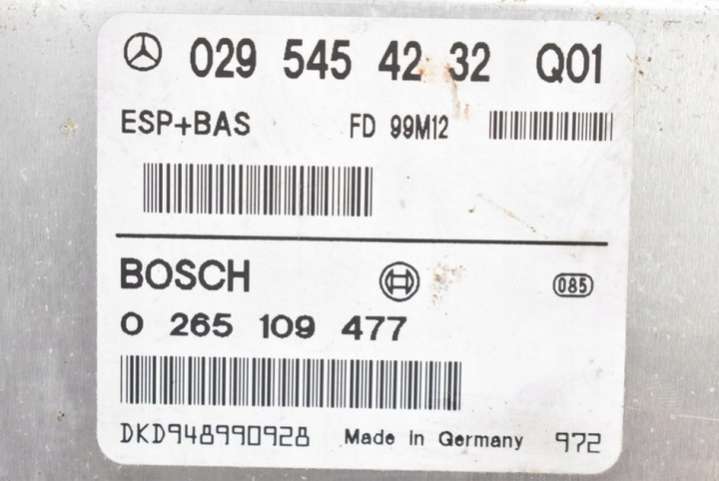 029 545 42 32 Q01
ESP+BAS FD 99M12
BOSCH 085
0 265 109 477
DKD948990928 Made in Germany 972